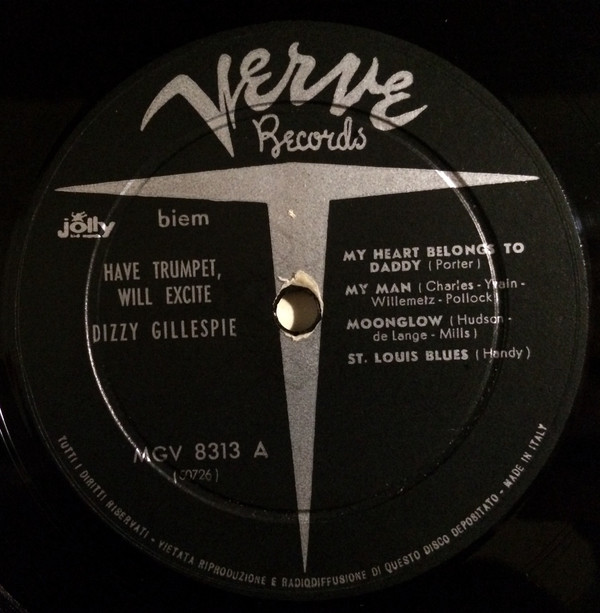 Verve
Records
jolly
biem
HAVE TRUMPET,
WILL EXCITE
DIZZY GILLESPIE
MY HEART BELONGS TO
DADDY (Porter)
MY MAN (Charles - Yvain -
Willemetz - Pollock)
MOONGLOW (Hudson -
de Lange - Mills)
ST. LOUIS BLUES (Handy)
MGV 8313 A
(50726)
TUTTI I DIRITTI RISERVATI - VIETATA RIPRODUZIONE E RADIODIFFUSIONE DI QUESTO DISCO DEPOSITATO - MADE IN ITALY